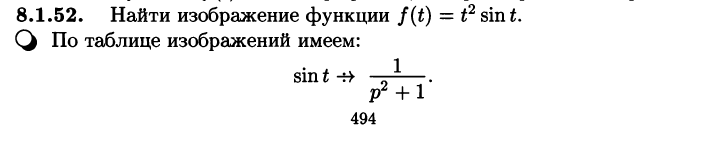 8.1.52. Найти изображение функции f(t) = t² sin t.
По таблице изображений имеем:
sin t ↔ 1/(p² + 1).
494